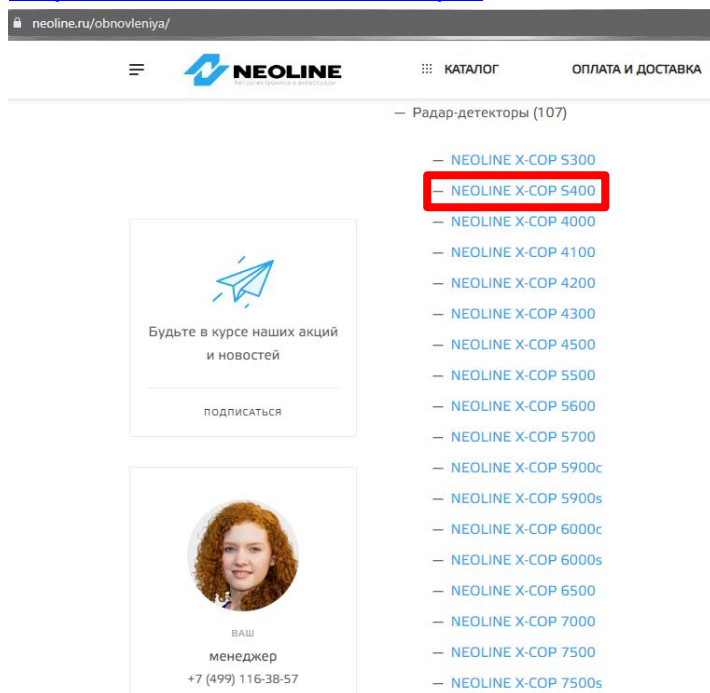 neoline.ru/obnovleniya/
NEOLINE
КАТАЛОГ
ОПЛАТА И ДОСТАВКА
— Радар-детекторы (107)
— NEOLINE X-COP S300
— NEOLINE X-COP S400
— NEOLINE X-COP 4000
— NEOLINE X-COP 4100
— NEOLINE X-COP 4200
— NEOLINE X-COP 4300
— NEOLINE X-COP 4500
— NEOLINE X-COP 5500
— NEOLINE X-COP 5600
— NEOLINE X-COP 5700
— NEOLINE X-COP 5900c
— NEOLINE X-COP 5900s
— NEOLINE X-COP 6000c
— NEOLINE X-COP 6000s
— NEOLINE X-COP 6500
— NEOLINE X-COP 7000
— NEOLINE X-COP 7500
— NEOLINE X-COP 7500s
Будьте в курсе наших акций
и новостей
ПОДПИСАТЬСЯ
ВАШ
менеджер
+7 (499) 116-38-57